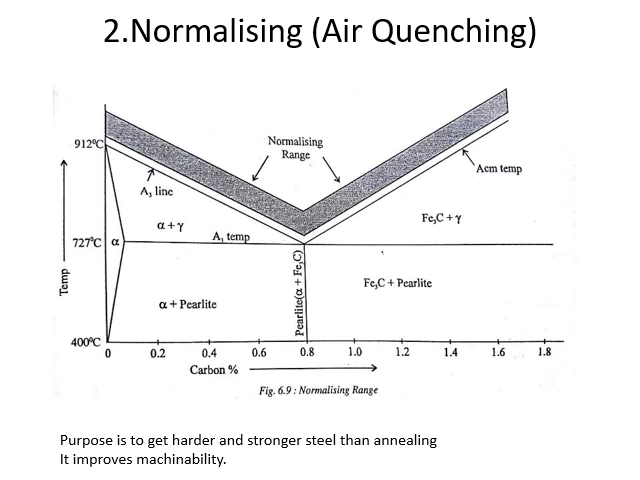 2.Normalising (Air Quenching)
912°C
Normalising
Range
Acm temp
A₃ line
α + γ
Fe₃C + γ
727°C
α
A₁ temp
Temp
Pearlite(α + Fe₃C)
Fe₃C + Pearlite
α + Pearlite
400°C
0 0.2 0.4 0.6 0.8 1.0 1.2 1.4 1.6 1.8
Carbon %
Fig. 6.9 : Normalising Range
Purpose is to get harder and stronger steel than annealing
It improves machinability.